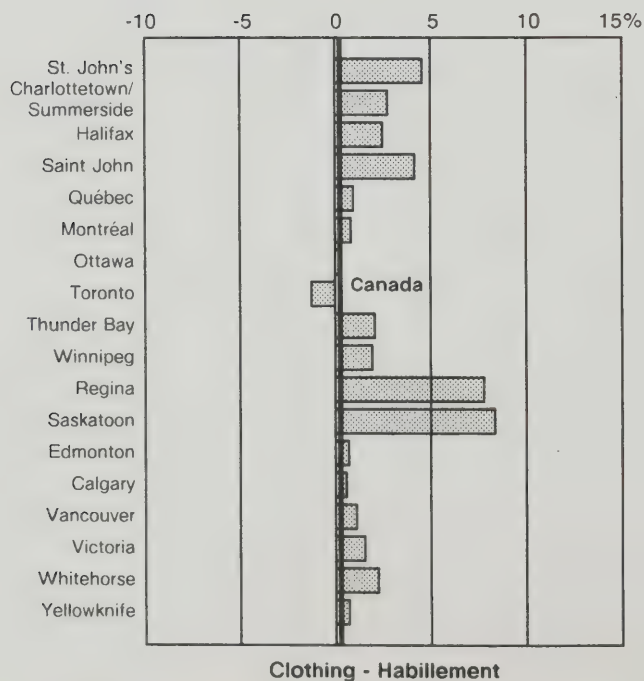 -10 -5 0 5 10 15%
St. John's
Charlottetown/
Summerside
Halifax
Saint John
Québec
Montréal
Ottawa
Toronto
Canada
Thunder Bay
Winnipeg
Regina
Saskatoon
Edmonton
Calgary
Vancouver
Victoria
Whitehorse
Yellowknife
Clothing - Habillement